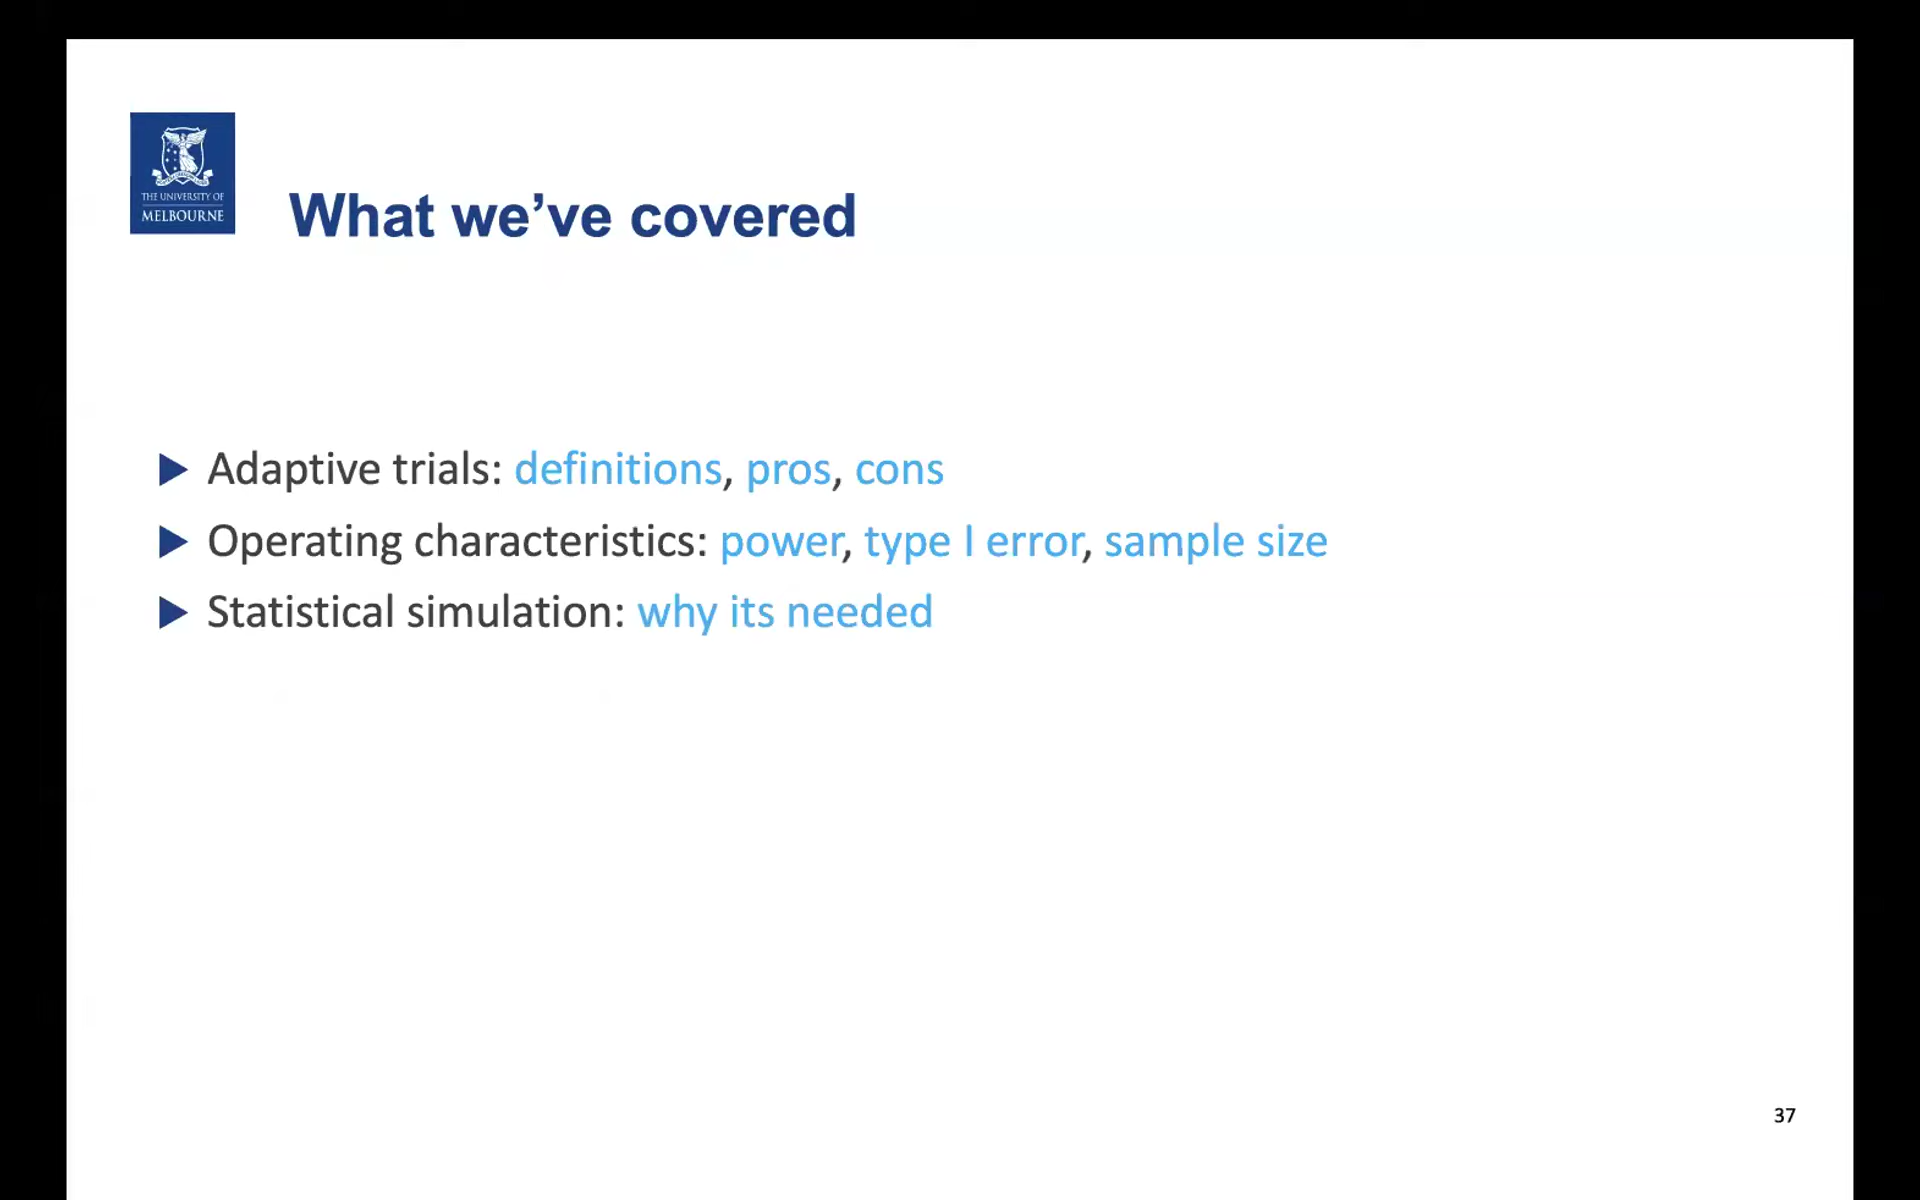 THE UNIVERSITY OF
MELBOURNE
What we’ve covered
Adaptive trials: definitions, pros, cons
Operating characteristics: power, type I error, sample size
Statistical simulation: why its needed
37